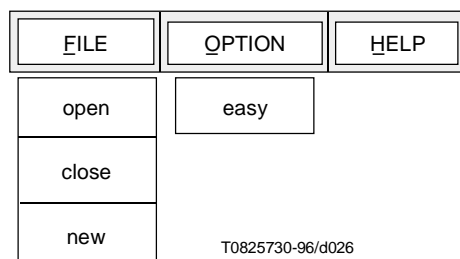 FILE OPTION HELP
open easy
close
new
T0825730-96/d026